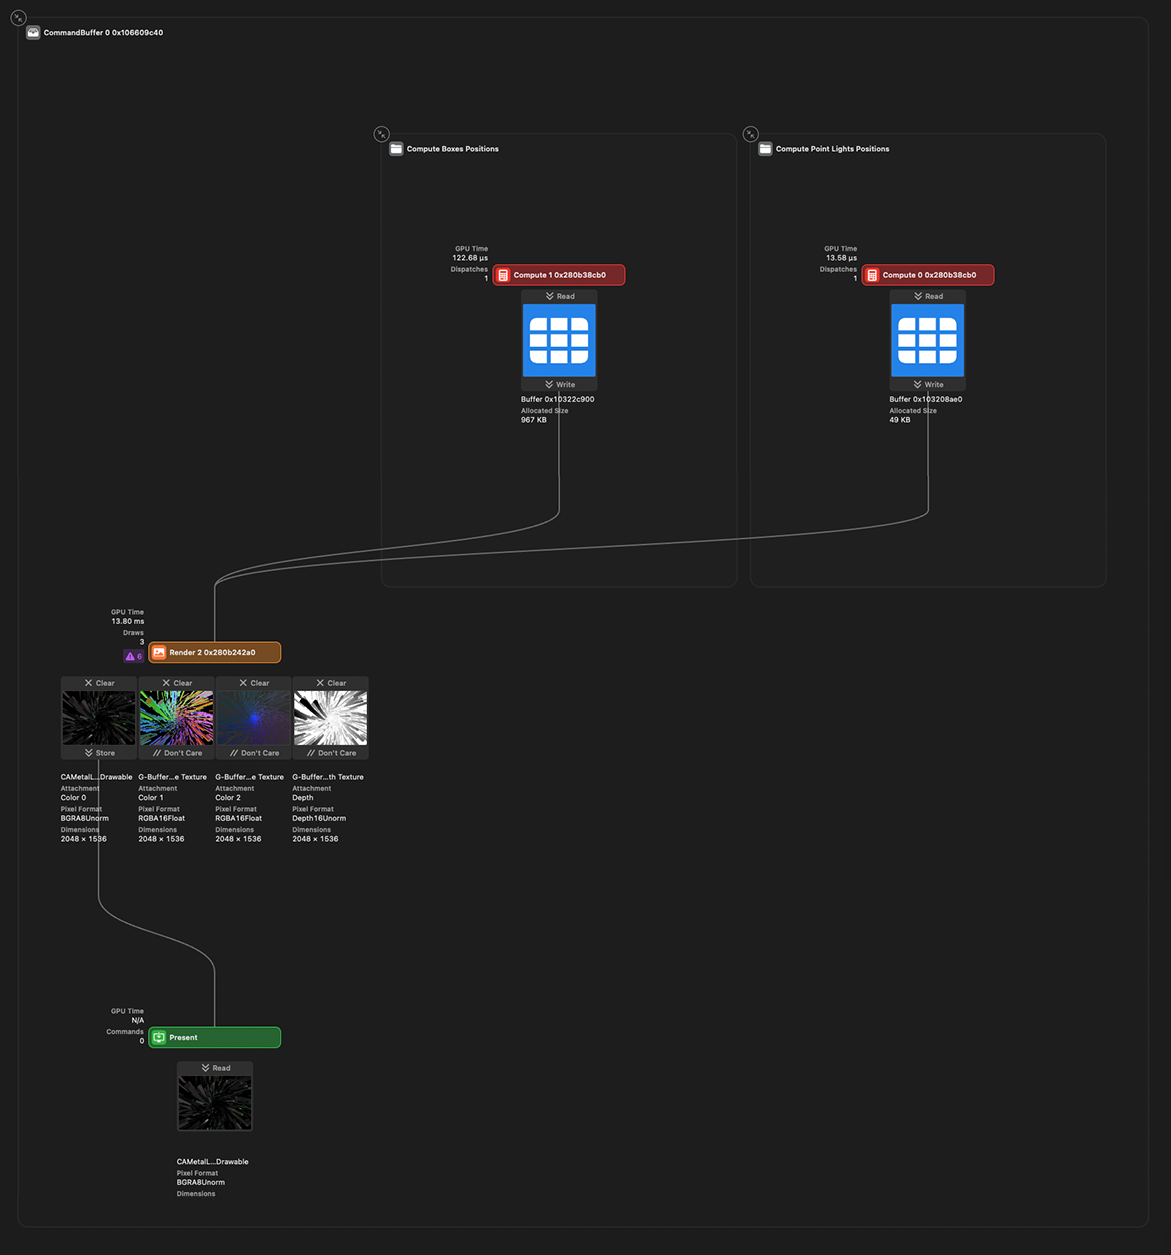 CommandBuffer 0 0x106609c40
Compute Boxes Positions
GPU Time
122.68 µs
Dispatches
1
Compute 1 0x280b38cb0
Read
Write
Buffer 0x10322c900
Allocated Size
967 KB
Compute Point Lights Positions
GPU Time
13.58 µs
Dispatches
1
Compute 0 0x280b38cb0
Read
Write
Buffer 0x103208ae0
Allocated Size
49 KB
GPU Time
13.80 ms
Draws
3
6
Render 2 0x280b242a0
Clear
Store
CAMetalL...Drawable
Attachment
Color 0
Pixel Format
BGRA8Unorm
Dimensions
2048 × 1536
Clear
Don't Care
G-Buffer...e Texture
Attachment
Color 1
Pixel Format
RGBA16Float
Dimensions
2048 × 1536
Clear
Don't Care
G-Buffer...e Texture
Attachment
Color 2
Pixel Format
RGBA16Float
Dimensions
2048 × 1536
Clear
Don't Care
G-Buffer...th Texture
Attachment
Depth
Pixel Format
Depth16Unorm
Dimensions
2048 × 1536
GPU Time
N/A
Commands
0
Present
Read
CAMetalL...Drawable
Pixel Format
BGRA8Unorm
Dimensions